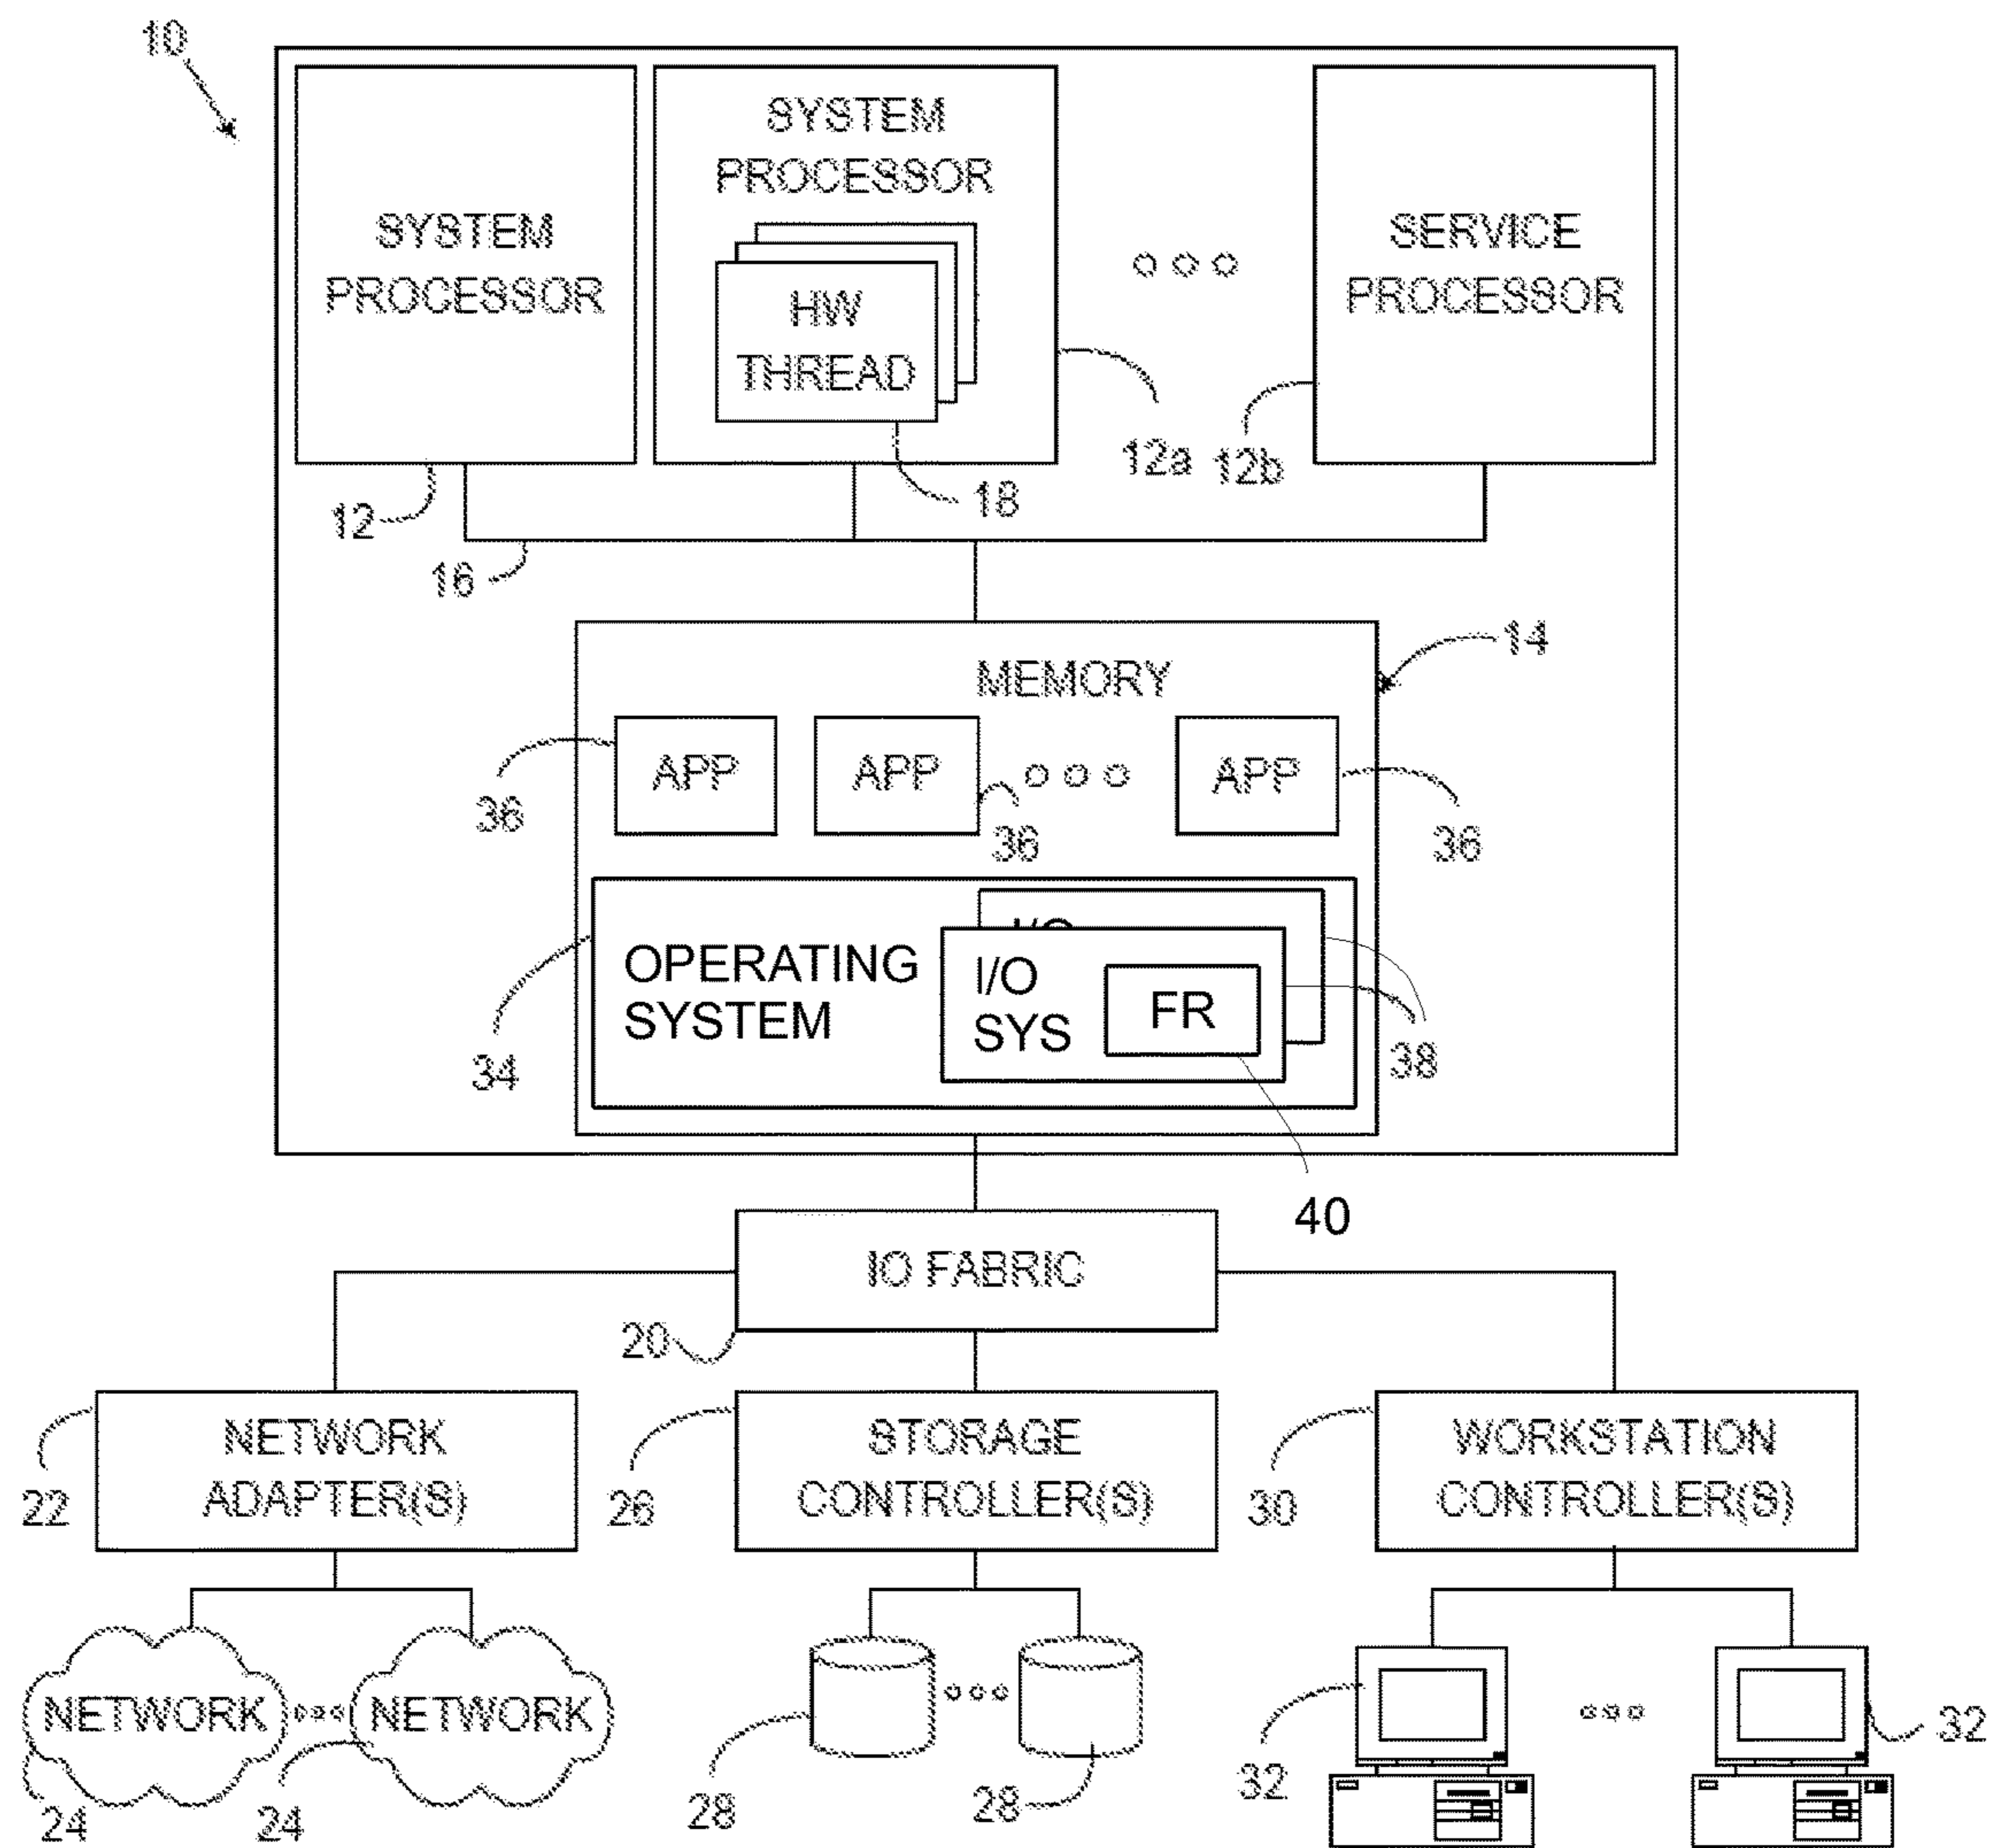 10
SYSTEM
PROCESSOR
SYSTEM
PROCESSOR
HW
THREAD
SERVICE
PROCESSOR
12
18
12a
12b
16
MEMORY
14
APP
APP
APP
36
36
36
I/O
OPERATING
SYSTEM
I/O
SYS
FR
34
38
40
IO FABRIC
20
NETWORK
ADAPTER(S)
22
STORAGE
CONTROLLER(S)
26
WORKSTATION
CONTROLLER(S)
30
NETWORK
NETWORK
24
24
28
28
32
32